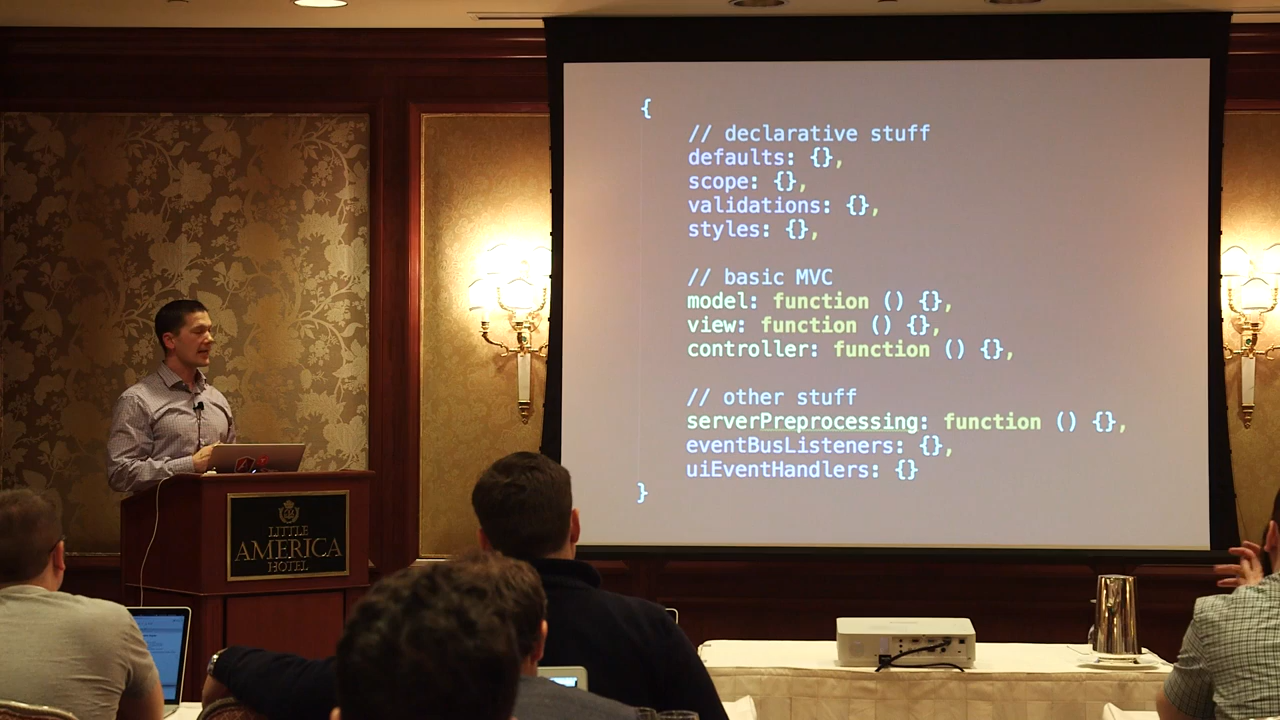 {
// declarative stuff
defaults: {},
scope: {},
validations: {},
styles: {},
// basic MVC
model: function () {},
view: function () {},
controller: function () {},
// other stuff
serverPreprocessing: function () {},
eventBusListeners: {},
uiEventHandlers: {}
}
LITTLE
AMERICA
HOTEL